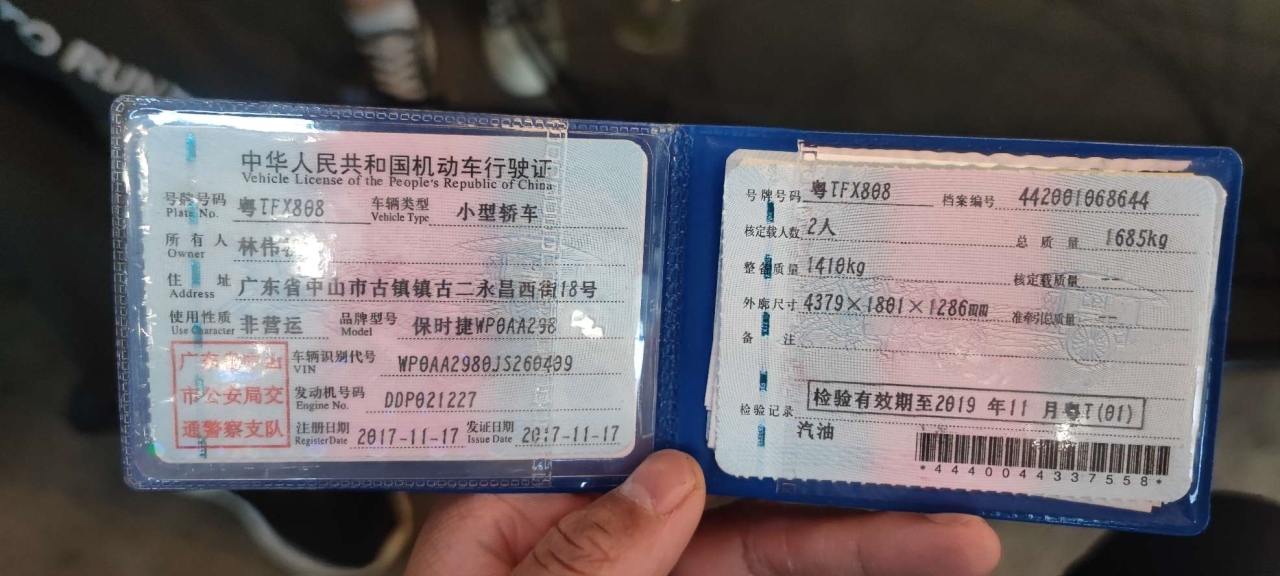 O RUN
中华人民共和国机动车行驶证
Vehicle License of the People's Republic of China
号牌号码 粤TFX808 车辆类型 小型轿车
Plate No. Vehicle Type
所有人 林伟
Owner
住址 广东省中山市古镇镇古二永昌西街18号
Address
使用性质 非营运 品牌型号 保时捷WP0AA298
Use Character Model
广东省中山
市公安局交
通警察支队
车辆识别代号 WP0AA2980JS260409
VIN
发动机号码 DDP021227
Engine No.
注册日期 2017-11-17 发证日期 2017-11-17
Register Date Issue Date
号牌号码 粤TFX808 档案编号 442001068644
核定载人数 2人 总质量 1685kg
整备质量 1410kg 核定载质量 --
外廓尺寸 4379×1801×1286mm 准牵引总质量 --
备注
检验记录 检验有效期至2019年11月粤T(01)
汽油
*4440044337558*